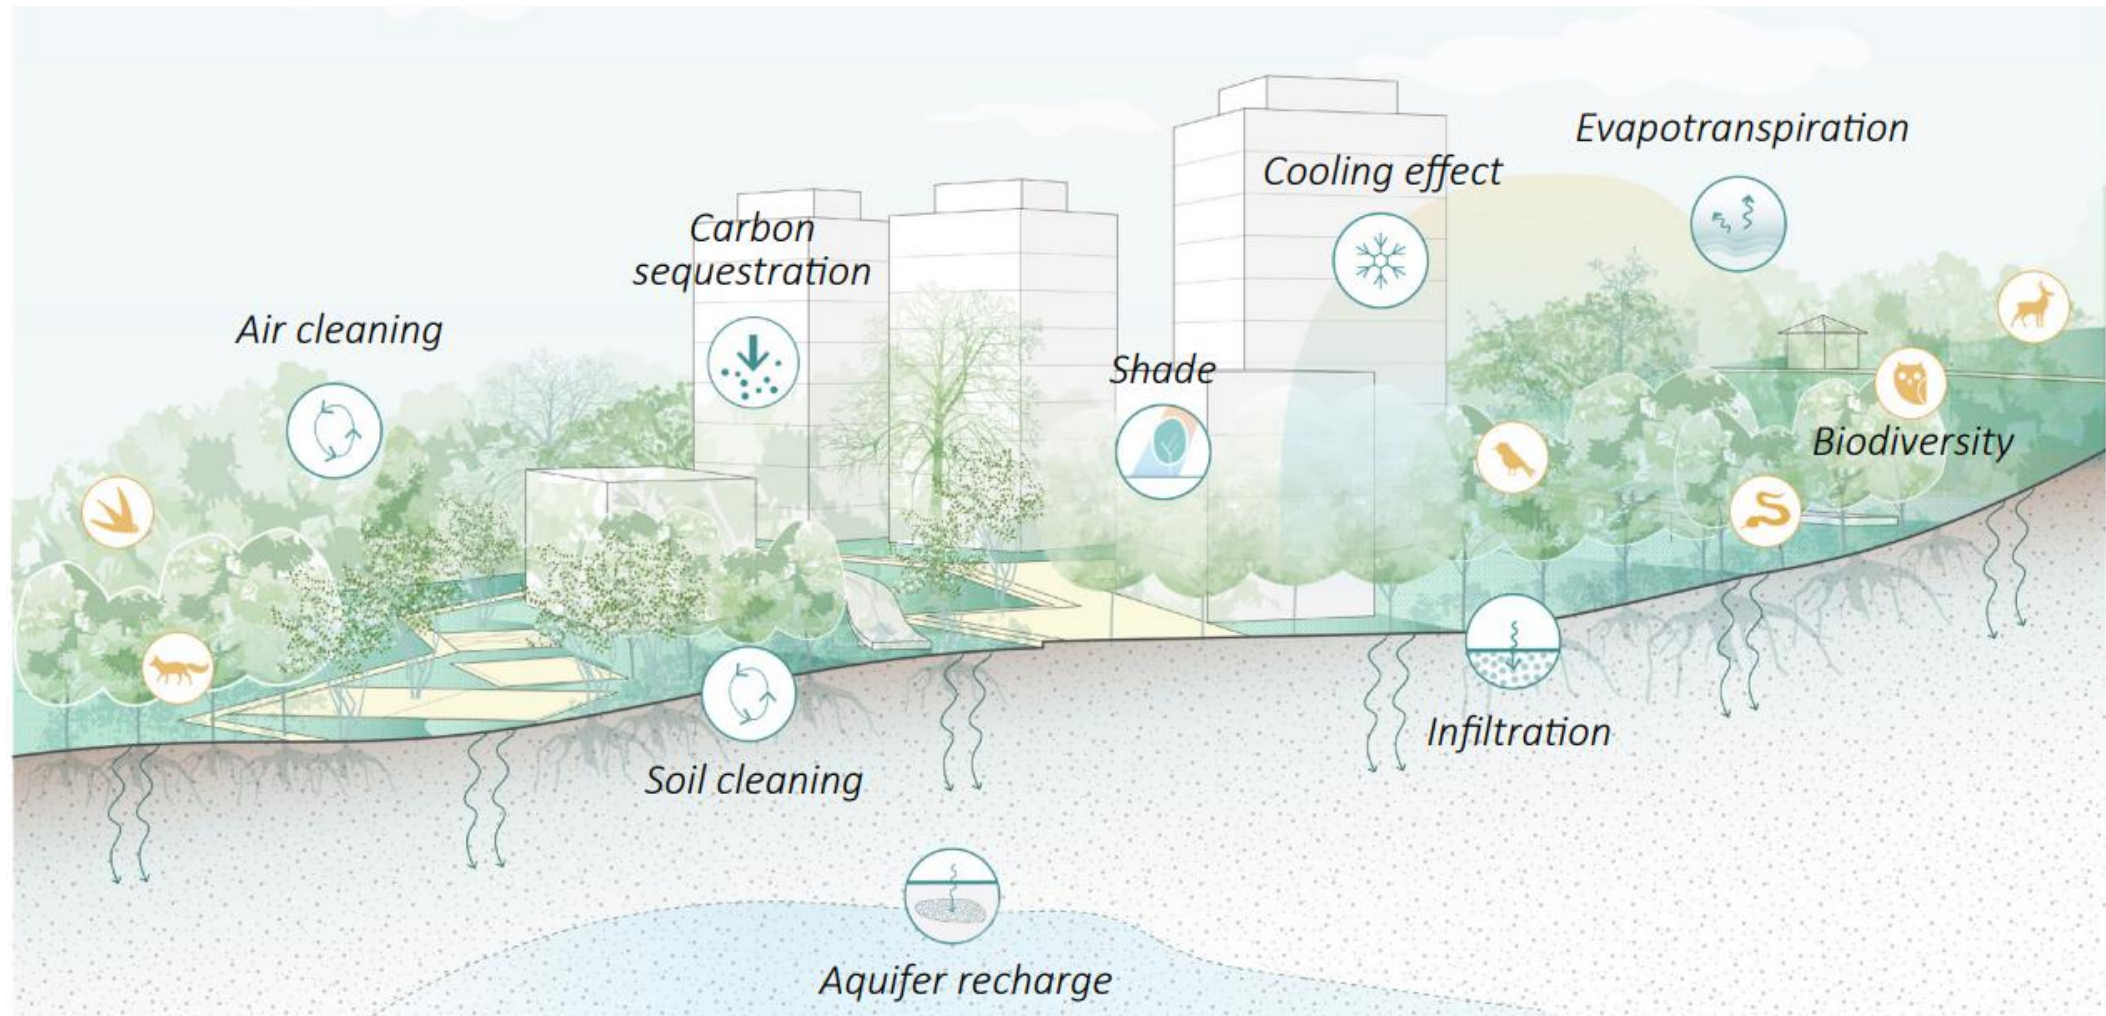 Evapotranspiration
Cooling effect
Carbon
sequestration
Air cleaning
Shade
Biodiversity
Infiltration
Soil cleaning
Aquifer recharge